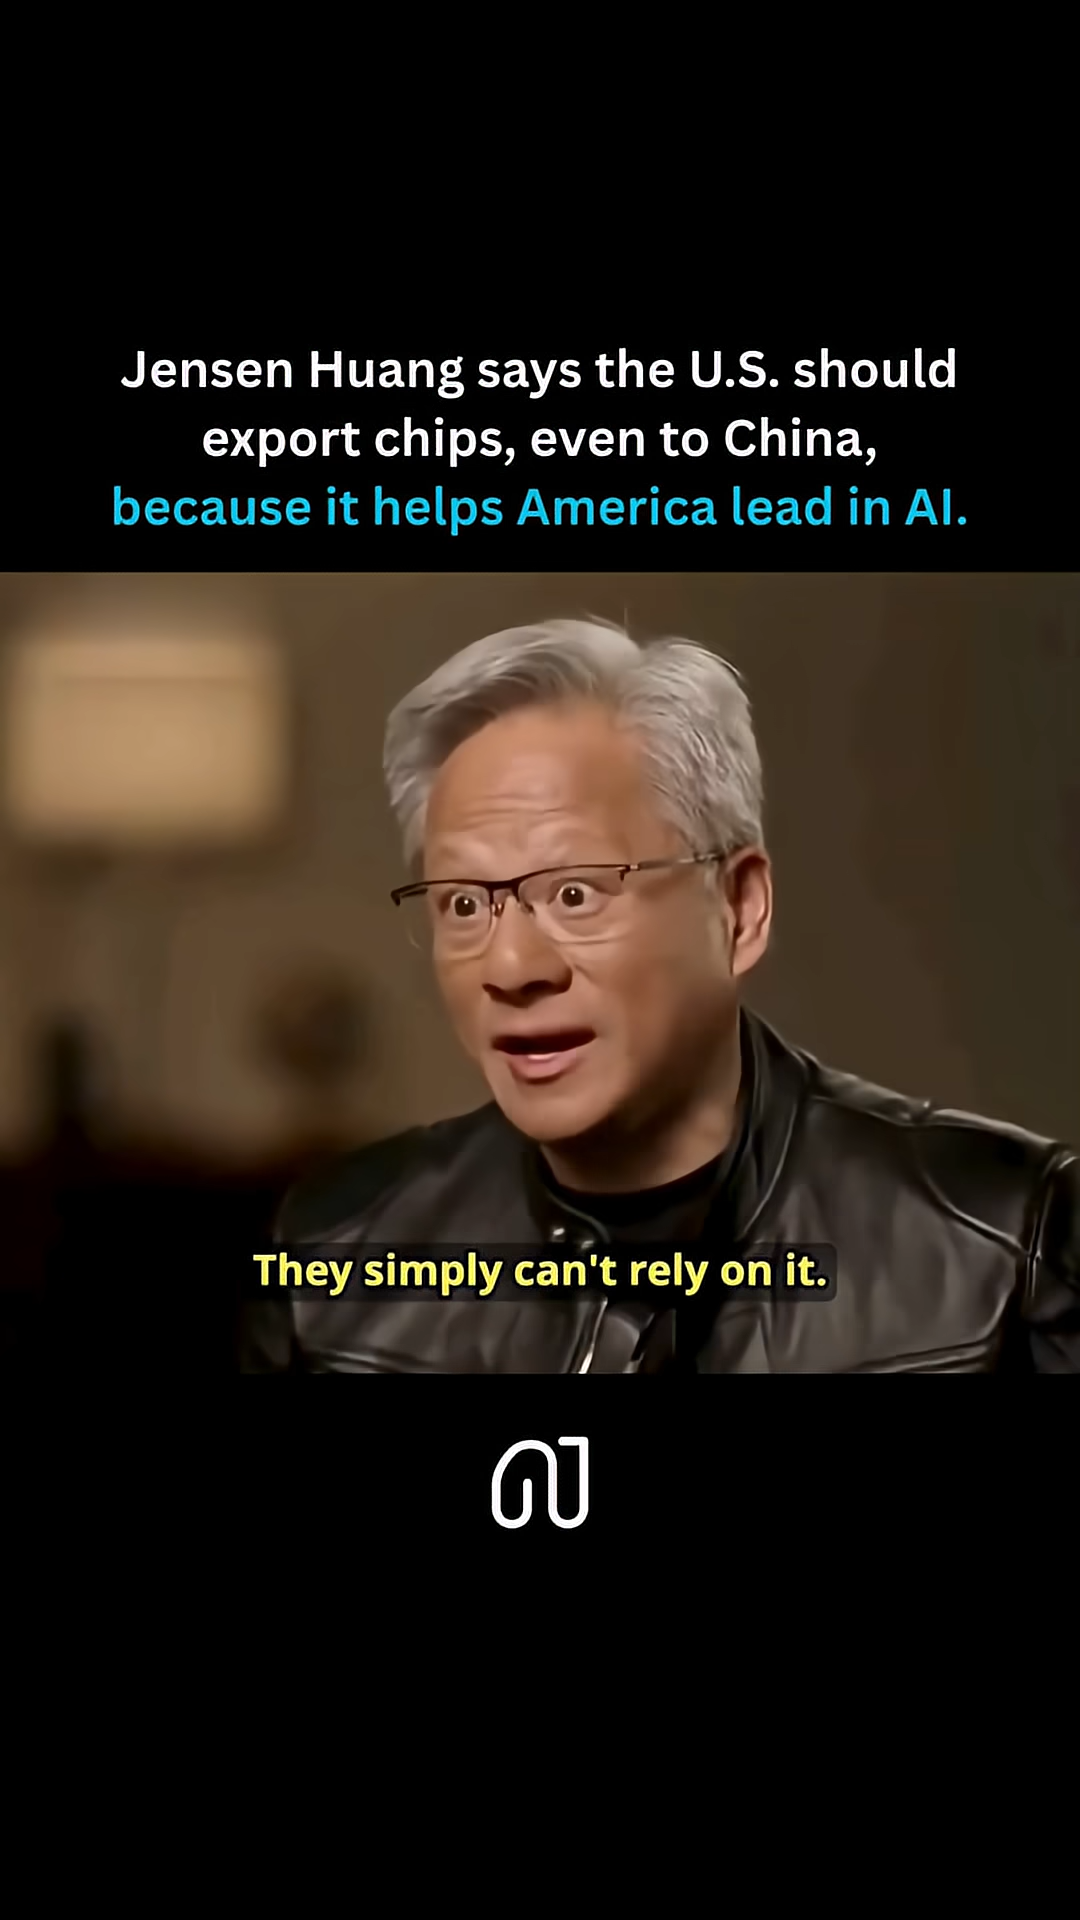 Jensen Huang says the U.S. should
export chips, even to China,
because it helps America lead in AI.
They simply can't rely on it.